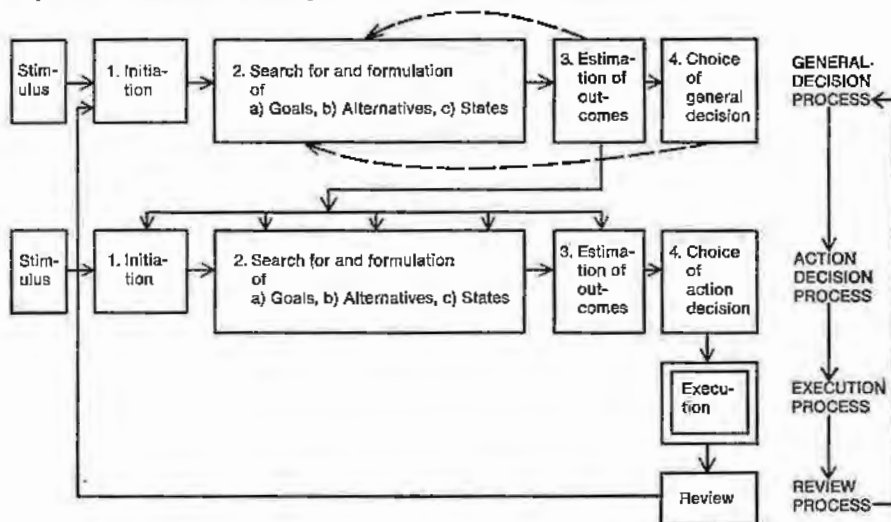 Stim-
ulus
1. Initia-
tion
2. Search for and formulation
of
a) Goals, b) Alternatives, c) States
3. Estima-
tion of
out-
comes
4. Choice
of
general
decision
GENERAL-
DECISION
PROCESS
Stim-
ulus
1. Initia-
tion
2. Search for and formulation
of
a) Goals, b) Alternatives, c) States
3. Estima-
tion of
out-
comes
4. Choice
of
action
decision
ACTION
DECISION
PROCESS
Execu-
tion
EXECUTION
PROCESS
Review
REVIEW
PROCESS